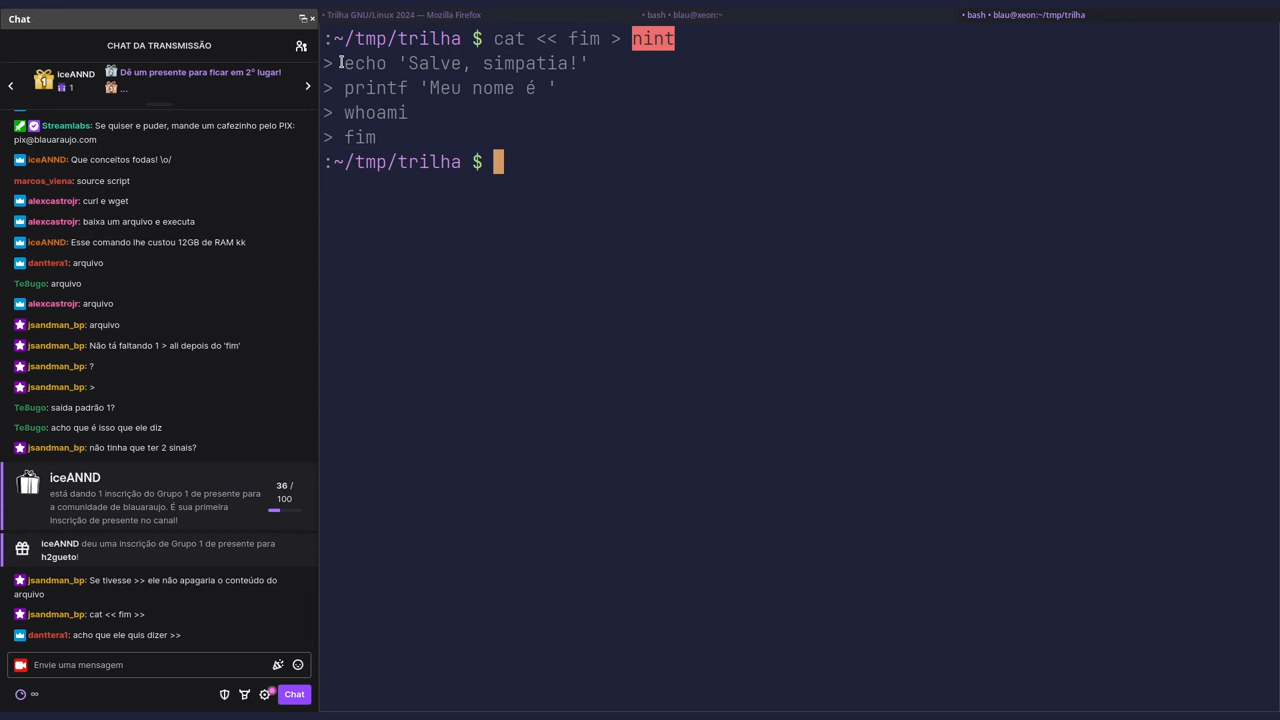 Chat
CHAT DA TRANSMISSÃO
iceANND
1
Dê um presente para ficar em 2º lugar!
...
Streamlabs: Se quiser e puder, mande um cafezinho pelo PIX:
pix@blauaraujo.com
iceANND: Que conceitos fodas! \o/
marcos_viena: source script
alexcastrojr: curl e wget
alexcastrojr: baixa um arquivo e executa
iceANND: Esse comando lhe custou 12GB de RAM kk
danttera1: arquivo
Te8ugo: arquivo
alexcastrojr: arquivo
jsandman_bp: arquivo
jsandman_bp: Não tá faltando 1 > ali depois do 'fim'
jsandman_bp: ?
jsandman_bp: >
Te8ugo: saida padrão 1?
Te8ugo: acho que é isso que ele diz
jsandman_bp: não tinha que ter 2 sinais?
iceANND
está dando 1 inscrição do Grupo 1 de presente para
a comunidade de blauaraujo. É sua primeira
Inscrição de presente no canal!
36 /
100
iceANND deu uma inscrição de Grupo 1 de presente para
h2gueto!
jsandman_bp: Se tivesse >> ele não apagaria o conteúdo do
arquivo
jsandman_bp: cat << fim >>
danttera1: acho que ele quis dizer >>
Envie uma mensagem
∞
Chat
• Trilha GNU/Linux 2024 — Mozilla Firefox
• bash • blau@xeon:~
• bash • blau@xeon:~/tmp/trilha
:~/tmp/trilha $ cat << fim > nint
> echo 'Salve, simpatia!'
> printf 'Meu nome é '
> whoami
> fim
:~/tmp/trilha $